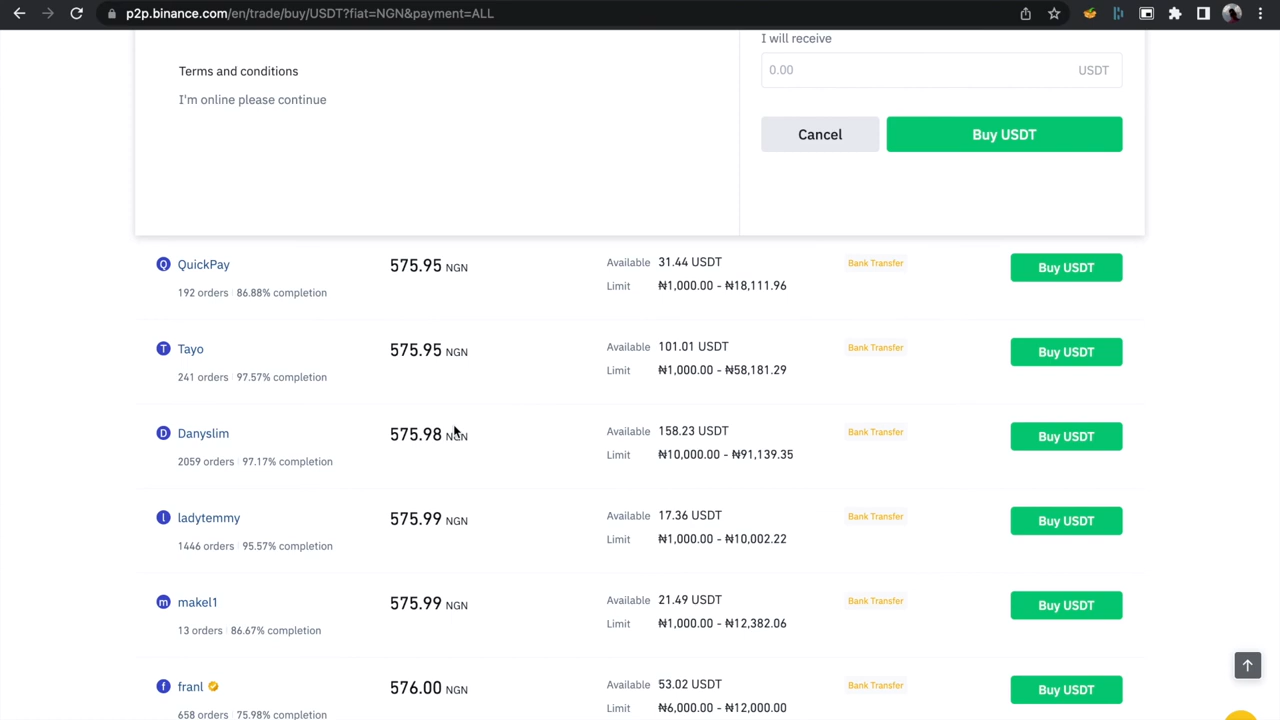 p2p.binance.com/en/trade/buy/USDT?fiat=NGN&payment=ALL
I will receive
0.00 USDT
Terms and conditions
I'm online please continue
Cancel Buy USDT
Q QuickPay 575.95 NGN Available 31.44 USDT Bank Transfer Buy USDT
192 orders 86.88% completion Limit ₦1,000.00 - ₦18,111.96
T Tayo 575.95 NGN Available 101.01 USDT Bank Transfer Buy USDT
241 orders 97.57% completion Limit ₦1,000.00 - ₦58,181.29
D Danyslim 575.98 NGN Available 158.23 USDT Bank Transfer Buy USDT
2059 orders 97.17% completion Limit ₦10,000.00 - ₦91,139.35
l ladytemmy 575.99 NGN Available 17.36 USDT Bank Transfer Buy USDT
1446 orders 95.57% completion Limit ₦1,000.00 - ₦10,002.22
m makel1 575.99 NGN Available 21.49 USDT Bank Transfer Buy USDT
13 orders 86.67% completion Limit ₦1,000.00 - ₦12,382.06
f franl 576.00 NGN Available 53.02 USDT Bank Transfer Buy USDT
658 orders 75.98% completion Limit ₦6,000.00 - ₦12,000.00